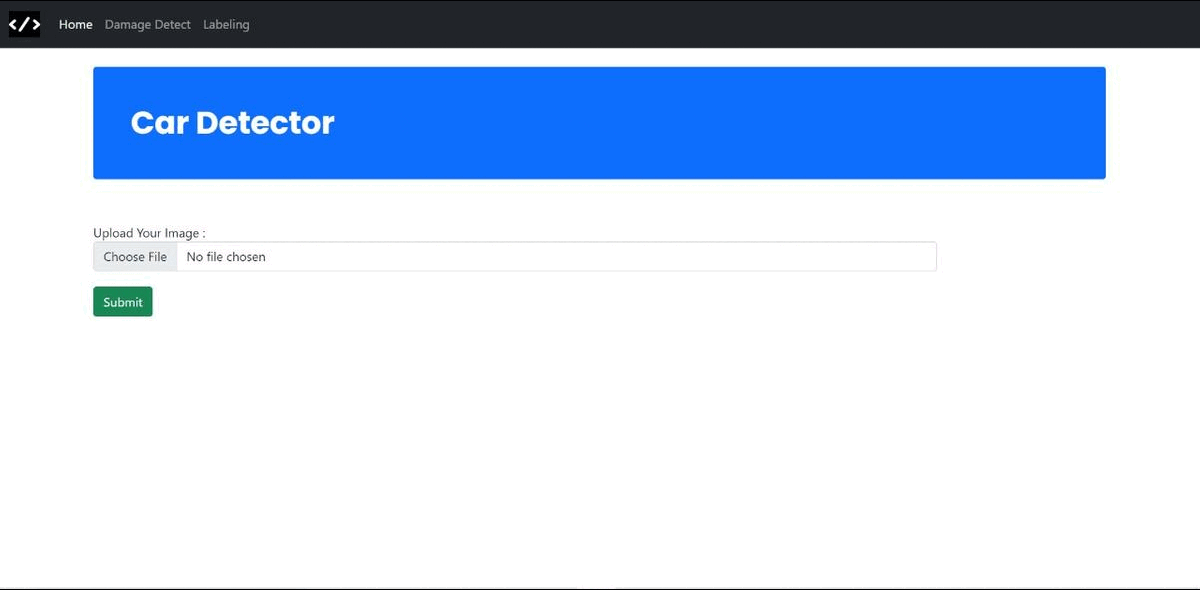 </> Home Damage Detect Labeling
Car Detector
Upload Your Image :
Choose File No file chosen
Submit